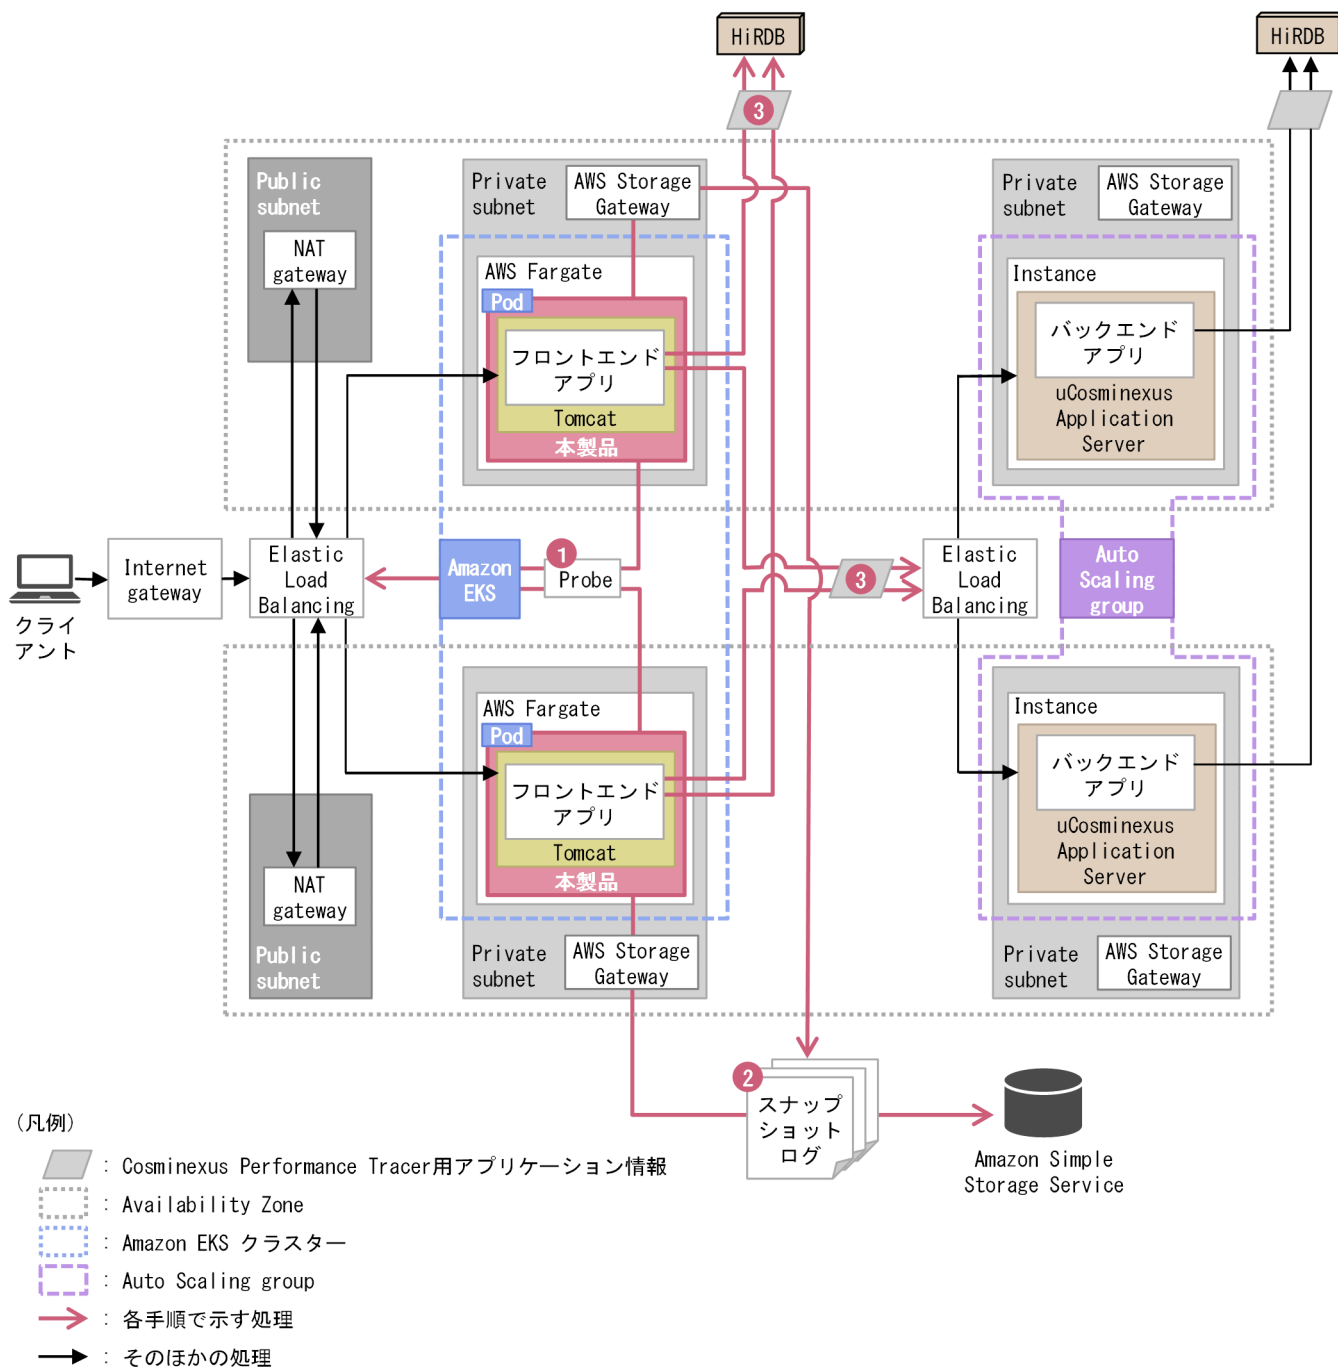 HiRDB
HiRDB
3
Public
subnet
NAT
gateway
Private
subnet
AWS Storage
Gateway
AWS Fargate
Pod
フロントエンド
アプリ
Tomcat
本製品
Private
subnet
AWS Storage
Gateway
Instance
バックエンド
アプリ
uCosminexus
Application
Server
クライ
アント
Internet
gateway
Elastic
Load
Balancing
Amazon
EKS
1
Probe
3
Elastic
Load
Balancing
Auto
Scaling
group
AWS Fargate
Pod
フロントエンド
アプリ
Tomcat
本製品
Instance
バックエンド
アプリ
uCosminexus
Application
Server
NAT
gateway
Public
subnet
Private
subnet
AWS Storage
Gateway
Private
subnet
AWS Storage
Gateway
2
スナップ
ショット
ログ
Amazon Simple
Storage Service
(凡例)
: Cosminexus Performance Tracer用アプリケーション情報
: Availability Zone
: Amazon EKS クラスター
: Auto Scaling group
: 各手順で示す処理
: そのほかの処理